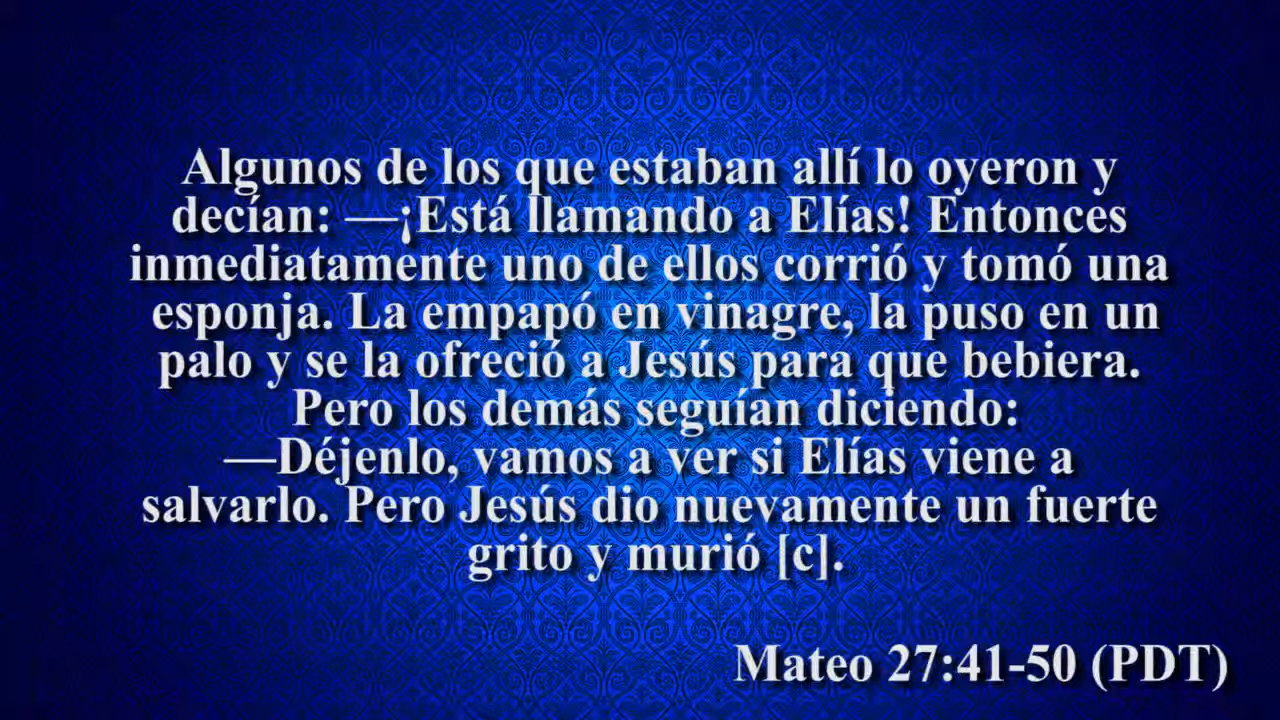 Algunos de los que estaban allí lo oyeron y
decían: —¡Está llamando a Elías! Entonces
inmediatamente uno de ellos corrió y tomó una
esponja. La empapó en vinagre, la puso en un
palo y se la ofreció a Jesús para que bebiera.
Pero los demás seguían diciendo:
—Déjenlo, vamos a ver si Elías viene a
salvarlo. Pero Jesús dio nuevamente un fuerte
grito y murió [c].
Mateo 27:41-50 (PDT)